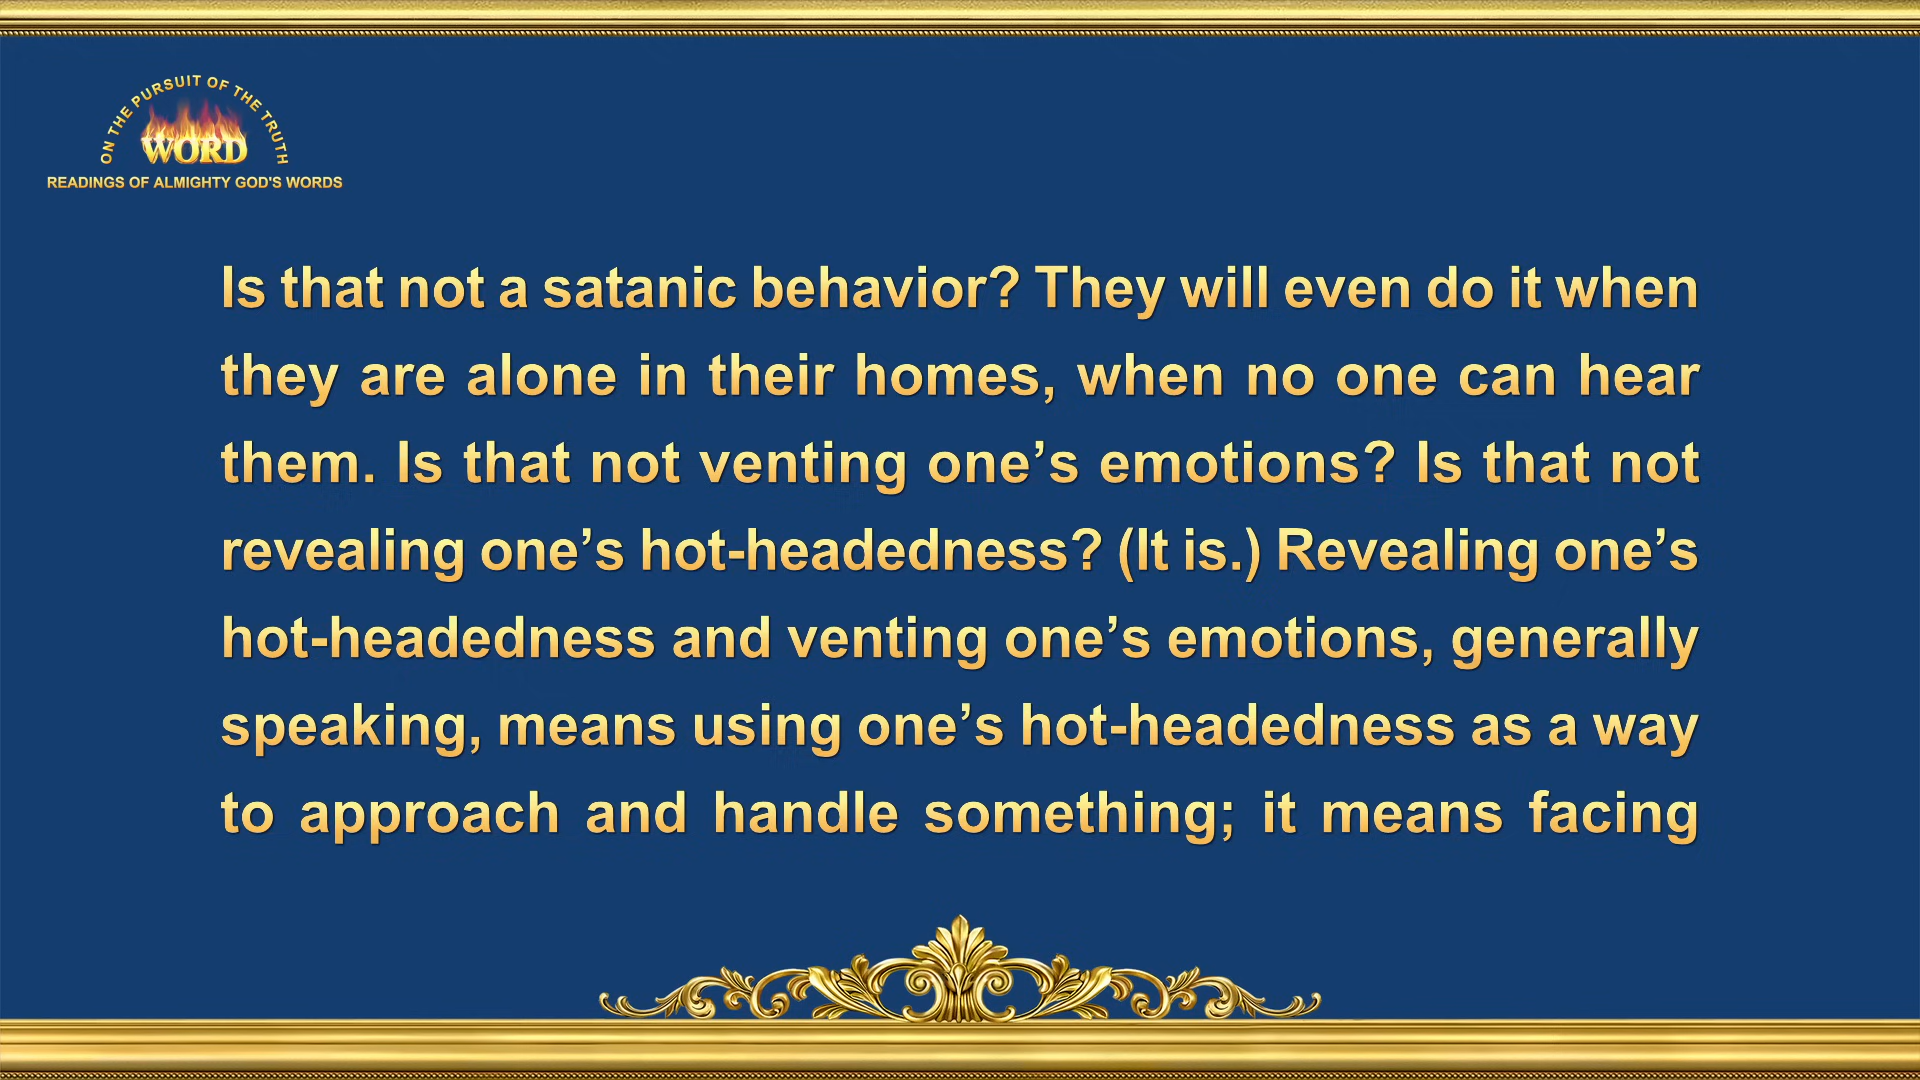 ON THE PURSUIT OF THE TRUTH
WORD
READINGS OF ALMIGHTY GOD'S WORDS
Is that not a satanic behavior? They will even do it when
they are alone in their homes, when no one can hear
them. Is that not venting one’s emotions? Is that not
revealing one’s hot-headedness? (It is.) Revealing one’s
hot-headedness and venting one’s emotions, generally
speaking, means using one’s hot-headedness as a way
to approach and handle something; it means facing